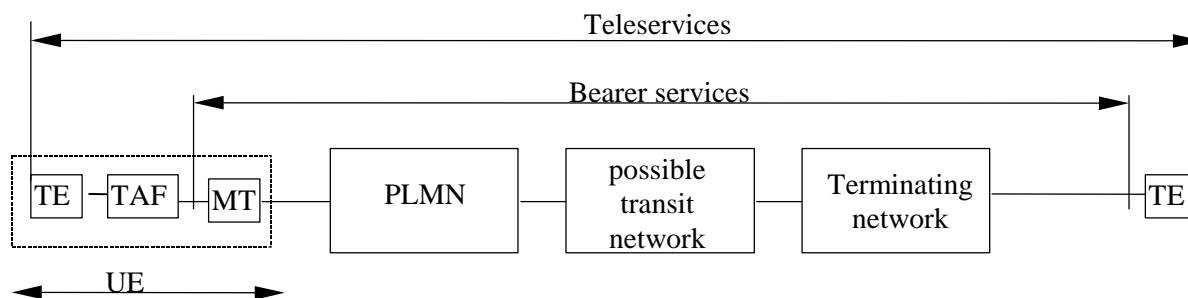 Teleservices
Bearer services
TE
TAF
MT
PLMN
possible
transit
network
Terminating
network
TE
UE